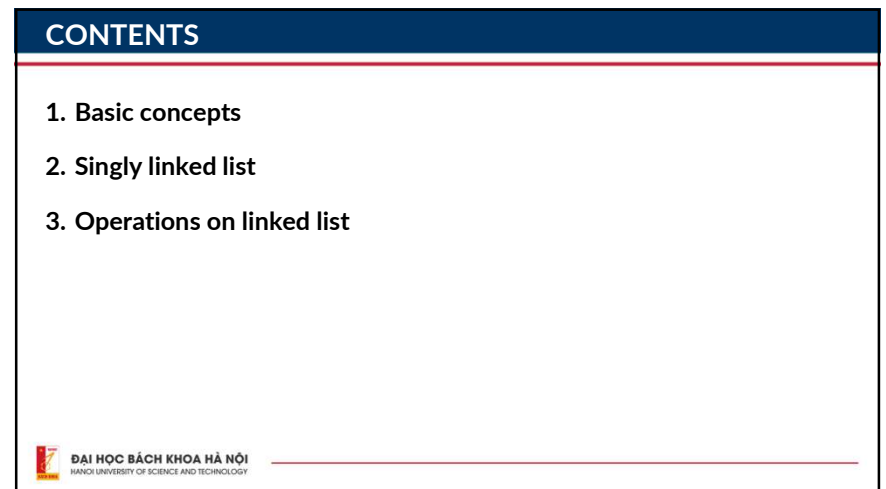 CONTENTS
1. Basic concepts
2. Singly linked list
3. Operations on linked list
ĐẠI HỌC BÁCH KHOA HÀ NỘI
HANOI UNIVERSITY OF SCIENCE AND TECHNOLOGY